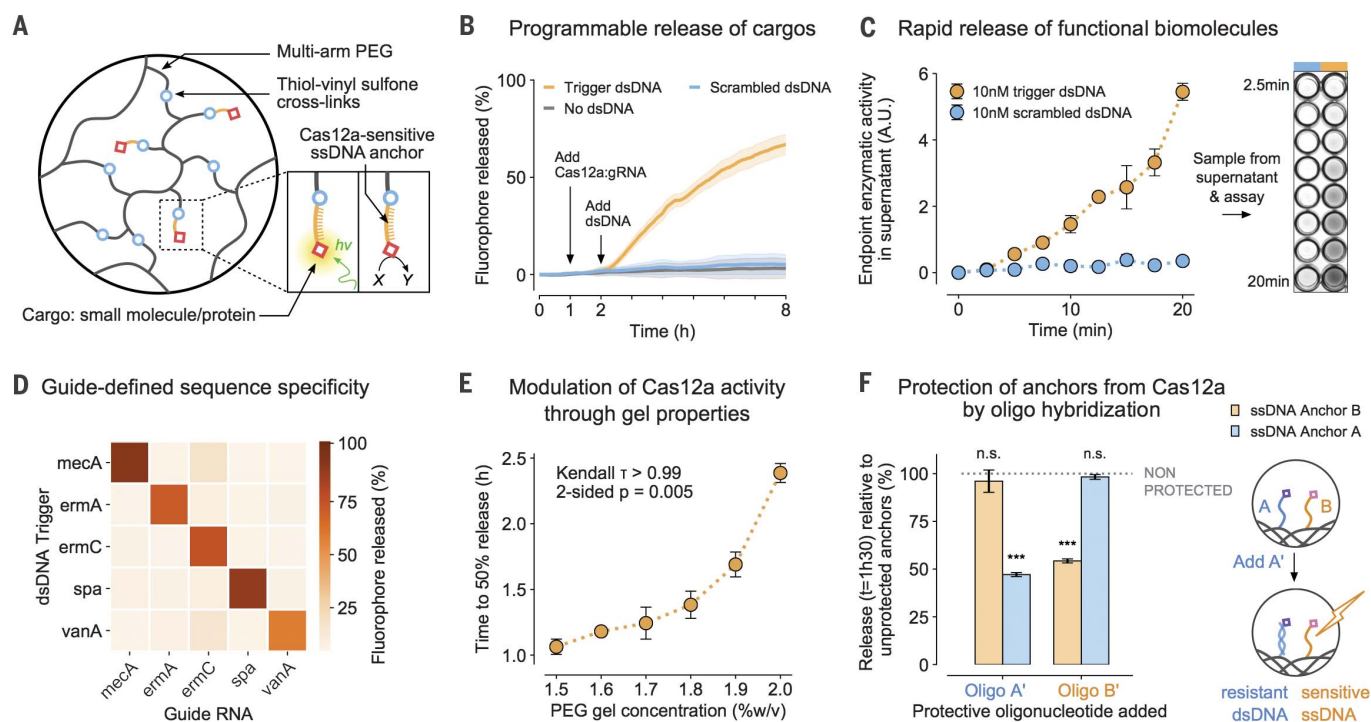 A
Multi-arm PEG
Thiol-vinyl sulfone
cross-links
Cas12a-sensitive
ssDNA anchor
hv
X
Y
Cargo: small molecule/protein
B
Programmable release of cargos
Fluorophore released (%)
100
50
0
Trigger dsDNA
Scrambled dsDNA
No dsDNA
Add
Cas12a:gRNA
Add
dsDNA
0
1
2
8
Time (h)
C
Rapid release of functional biomolecules
Endpoint enzymatic activity
in supernatant (A.U.)
6
4
2
0
10nM trigger dsDNA
10nM scrambled dsDNA
0
10
20
Time (min)
Sample from
supernatant
& assay
2.5min
20min
D
Guide-defined sequence specificity
dsDNA Trigger
mecA
ermA
ermC
spa
vanA
mecA
ermA
ermC
spa
vanA
Guide RNA
100
75
50
25
Fluorophore released (%)
E
Modulation of Cas12a activity
through gel properties
Time to 50% release (h)
2.5
2.0
1.5
1.0
Kendall τ > 0.99
2-sided p = 0.005
1.5
1.6
1.7
1.8
1.9
2.0
PEG gel concentration (%w/v)
F
Protection of anchors from Cas12a
by oligo hybridization
ssDNA Anchor B
ssDNA Anchor A
Release (t=1h30) relative to
unprotected anchors (%)
100
75
50
25
0
n.s.
***
***
n.s.
NON
PROTECTED
Oligo A'
Oligo B'
Protective oligonucleotide added
A
B
Add A'
resistant
dsDNA
sensitive
ssDNA